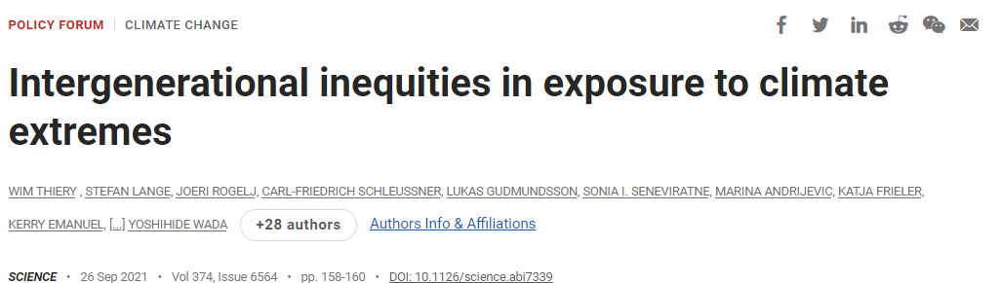 POLICY FORUM | CLIMATE CHANGE
Intergenerational inequities in exposure to climate
extremes
WIM THIERY , STEFAN LANGE, JOERI ROGELJ, CARL-FRIEDRICH SCHLEUSSNER, LUKAS GUDMUNDSSON, SONIA I. SENEVIRATNE, MARINA ANDRIJEVIC, KATJA FRIELER,
KERRY EMANUEL, [...] YOSHIHIDE WADA +28 authors Authors Info & Affiliations
SCIENCE • 26 Sep 2021 • Vol 374, Issue 6564 • pp. 158-160 • DOI: 10.1126/science.abi7339